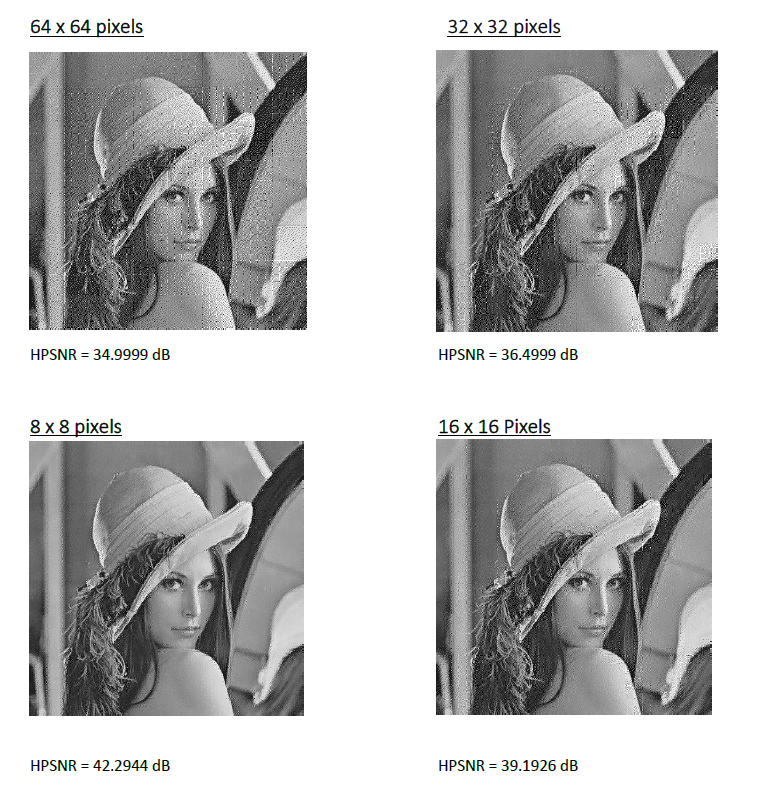 64 x 64 pixels
32 x 32 pixels
HPSNR = 34.9999 dB
HPSNR = 36.4999 dB
8 x 8 pixels
16 x 16 Pixels
HPSNR = 42.2944 dB
HPSNR = 39.1926 dB